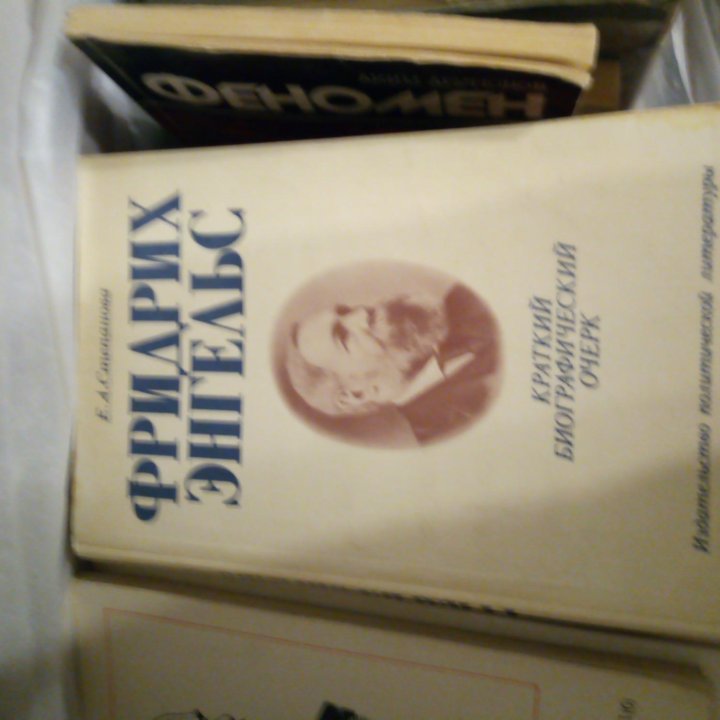 ФЕНОМЕН
Е.А.Степанова
ФРИДРИХ
ЭНГЕЛЬС
КРАТКИЙ
БИОГРАФИЧЕСКИЙ
ОЧЕРК
Издательство политической литературы